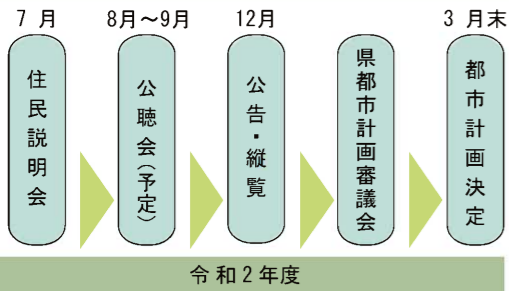 7 月
8月～9月
12月
3 月末
住民説明会
公聴会(予定)
公告・縦覧
県都市計画審議会
都市計画決定
令和2年度